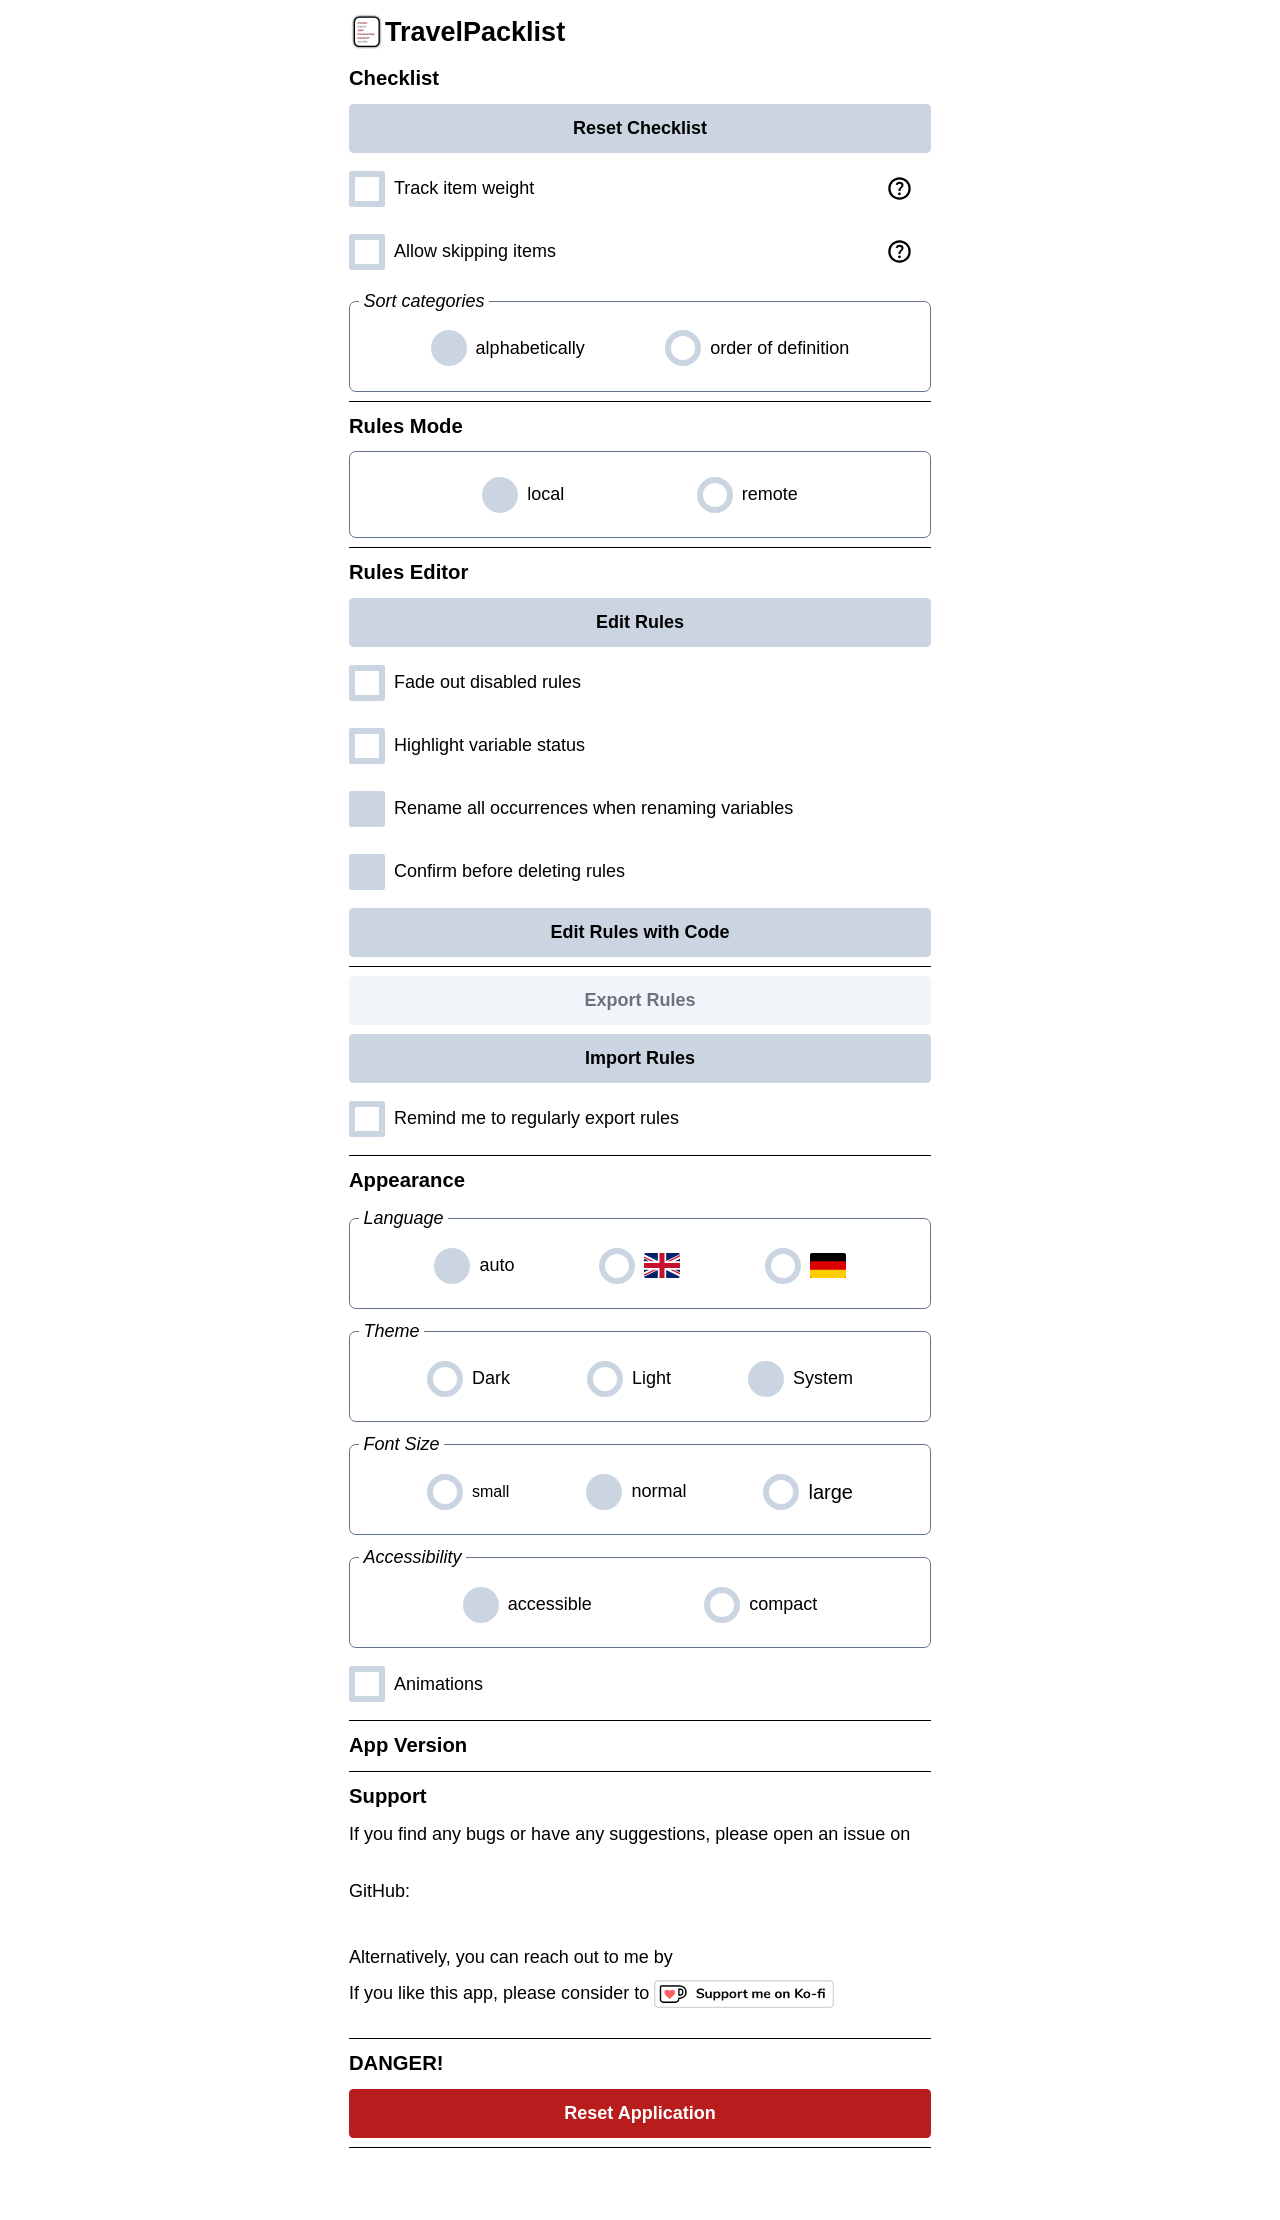 TravelPacklist
Checklist
Reset Checklist
Track item weight
Allow skipping items
Sort categories
alphabetically order of definition
Rules Mode
local remote
Rules Editor
Edit Rules
Fade out disabled rules
Highlight variable status
Rename all occurrences when renaming variables
Confirm before deleting rules
Edit Rules with Code
Export Rules
Import Rules
Remind me to regularly export rules
Appearance
Language
auto
Theme
Dark Light System
Font Size
small normal large
Accessibility
accessible compact
Animations
App Version
Support
If you find any bugs or have any suggestions, please open an issue on
GitHub:
Alternatively, you can reach out to me by
If you like this app, please consider to Support me on Ko-fi
DANGER!
Reset Application